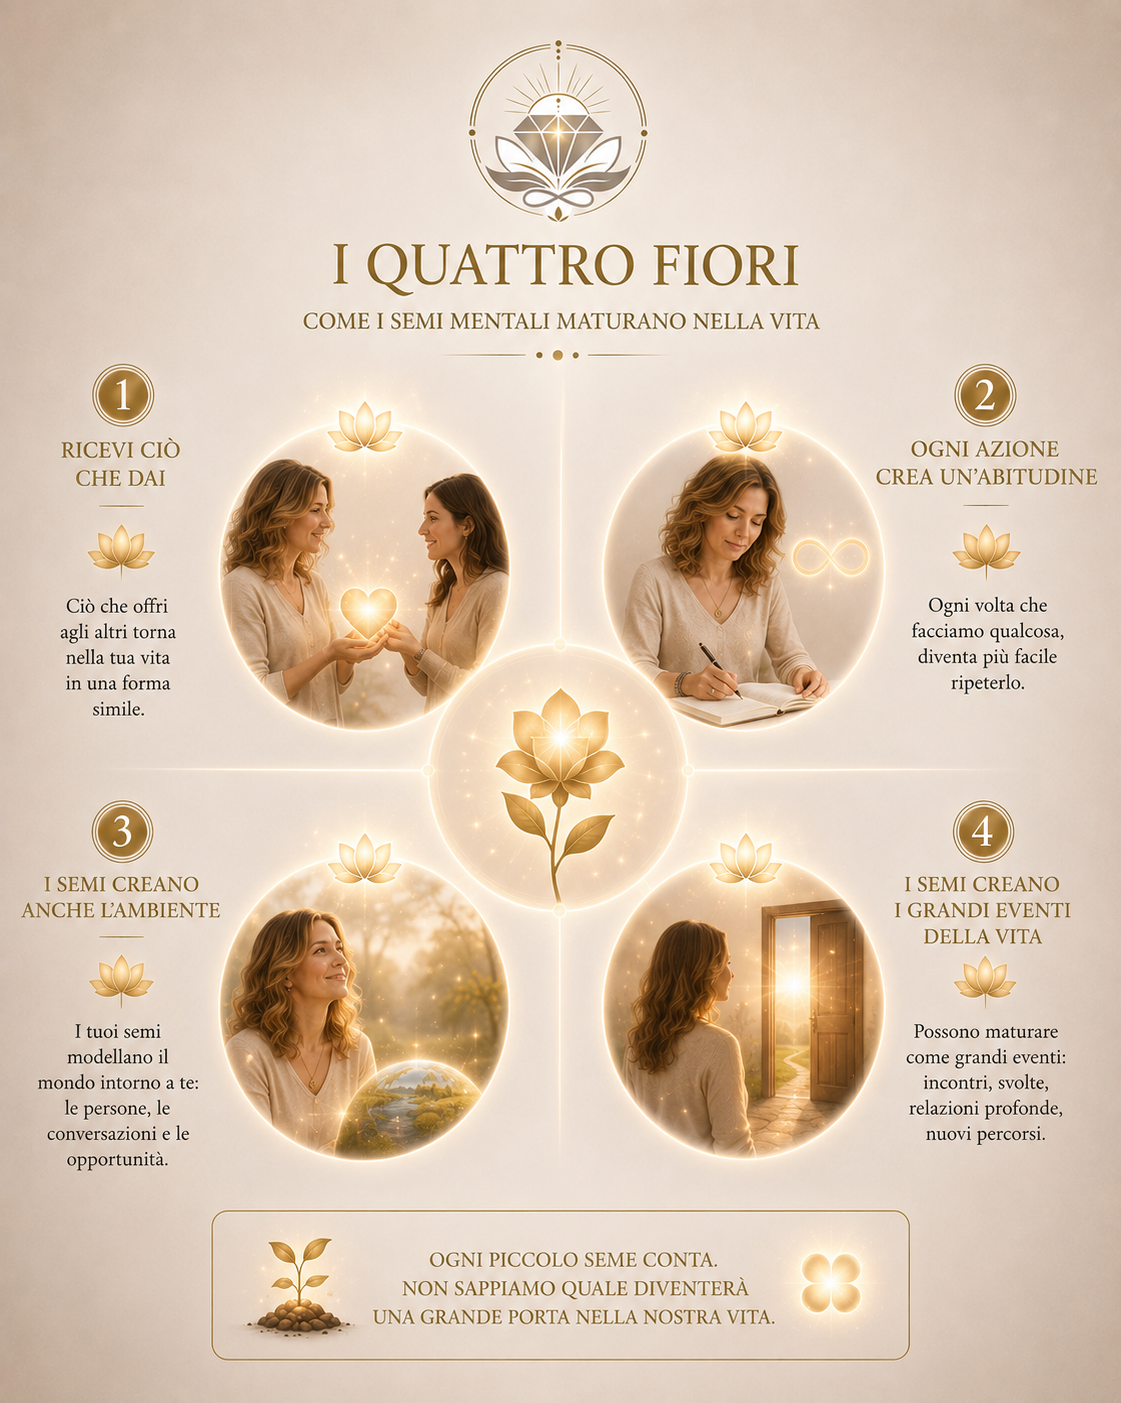 I QUATTRO FIORI
COME I SEMI MENTALI MATURANO NELLA VITA
1
RICEVI CIÒ
CHE DAI
Ciò che offri
agli altri torna
nella tua vita
in una forma
simile.
2
OGNI AZIONE
CREA UN'ABITUDINE
Ogni volta che
facciamo qualcosa,
diventa più facile
ripeterlo.
3
I SEMI CREANO
ANCHE L'AMBIENTE
I tuoi semi
modellano il
mondo intorno a te:
le persone, le
conversazioni e le
opportunità.
4
I SEMI CREANO
I GRANDI EVENTI
DELLA VITA
Possono maturare
come grandi eventi:
incontri, svolte,
relazioni profonde,
nuovi percorsi.
OGNI PICCOLO SEME CONTA.
NON SAPPIAMO QUALE DIVENTERÀ
UNA GRANDE PORTA NELLA NOSTRA VITA.